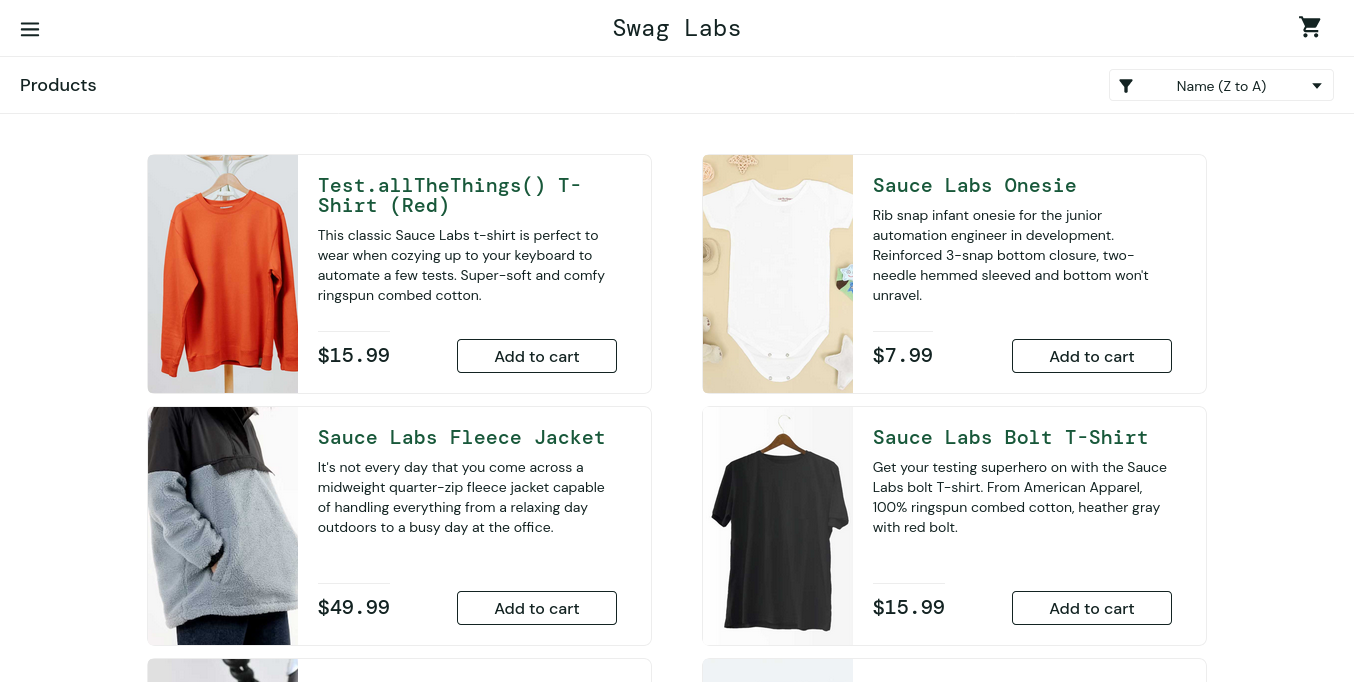 Swag Labs
Products
Name (Z to A)
Test.allTheThings() T-
Shirt (Red)
This classic Sauce Labs t-shirt is perfect to
wear when cozying up to your keyboard to
automate a few tests. Super-soft and comfy
ringspun combed cotton.
$15.99
Add to cart
Sauce Labs Onesie
Rib snap infant onesie for the junior
automation engineer in development.
Reinforced 3-snap bottom closure, two-
needle hemmed sleeved and bottom won't
unravel.
$7.99
Add to cart
Sauce Labs Fleece Jacket
It's not every day that you come across a
midweight quarter-zip fleece jacket capable
of handling everything from a relaxing day
outdoors to a busy day at the office.
$49.99
Add to cart
Sauce Labs Bolt T-Shirt
Get your testing superhero on with the Sauce
Labs bolt T-shirt. From American Apparel,
100% ringspun combed cotton, heather gray
with red bolt.
$15.99
Add to cart